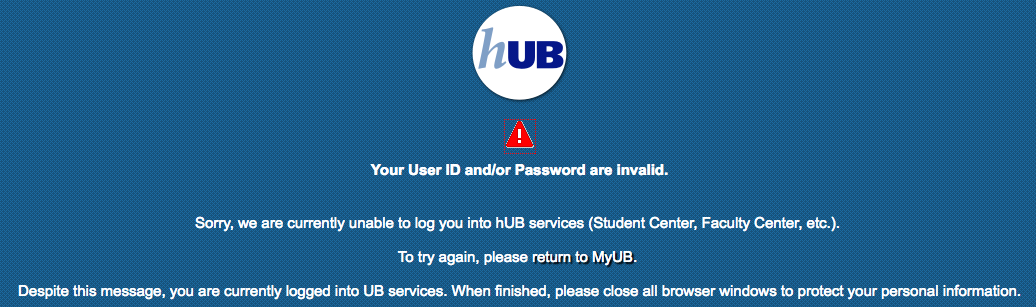 hUB
Your User ID and/or Password are invalid.
Sorry, we are currently unable to log you into hUB services (Student Center, Faculty Center, etc.).
To try again, please return to MyUB.
Despite this message, you are currently logged into UB services. When finished, please close all browser windows to protect your personal information.